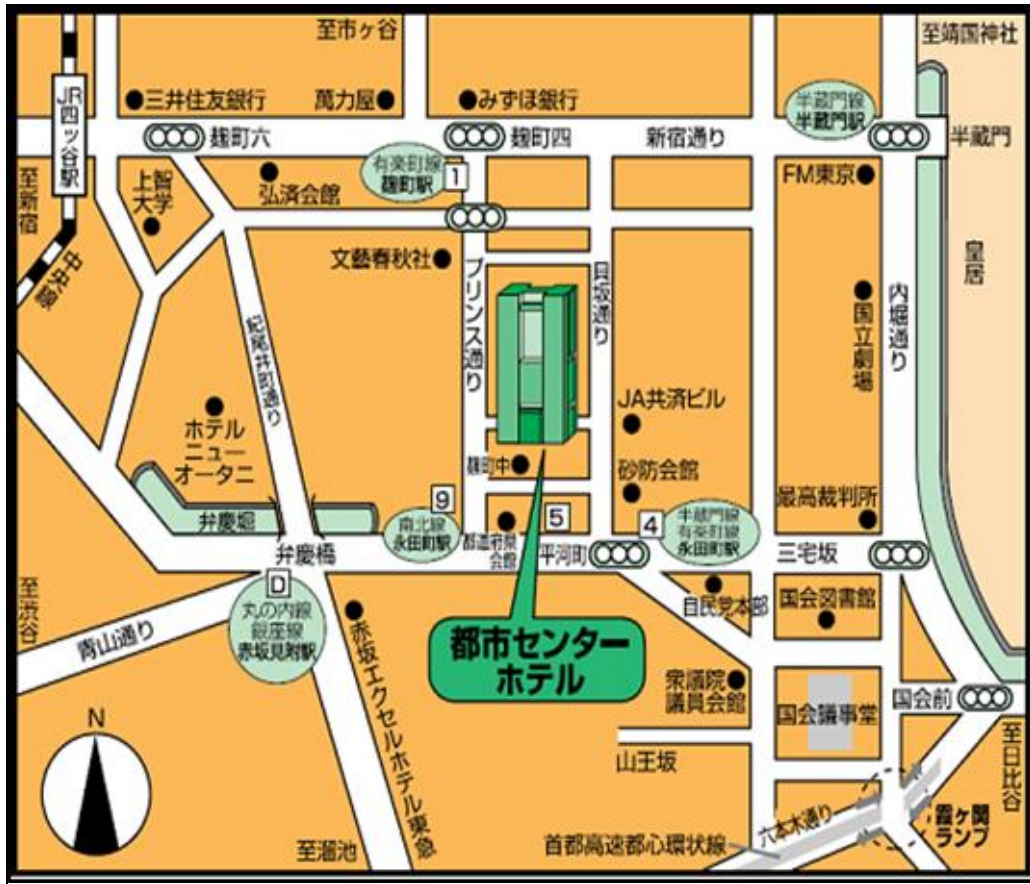 至市ヶ谷
至靖国神社
JR四ッ谷駅
三井住友銀行
萬力屋
みずほ銀行
半蔵門線
半蔵門駅
麹町六
麹町四
新宿通り
半蔵門
有楽町線
麹町駅
1
至新宿
上智
大学
弘済会館
FM東京
中央線
文藝春秋社
プリンス通り
貝坂通り
皇居
内堀通り
国立劇場
紀尾井町通り
JA共済ビル
ホテル
ニュー
オータニ
麹町中
砂防会館
最高裁判所
9
5
4
弁慶堀
南北線
永田町駅
都道府県
会館
半蔵門線
有楽町線
永田町駅
弁慶橋
平河町
三宅坂
D
至渋谷
丸の内線
銀座線
赤坂見附駅
自民党本部
国会図書館
青山通り
赤坂エクセルホテル東急
都市センター
ホテル
衆議院
議員会館
国会議事堂
国会前
N
山王坂
至日比谷
六本木通り
霞ヶ関
ランプ
至溜池
首都高速都心環状線